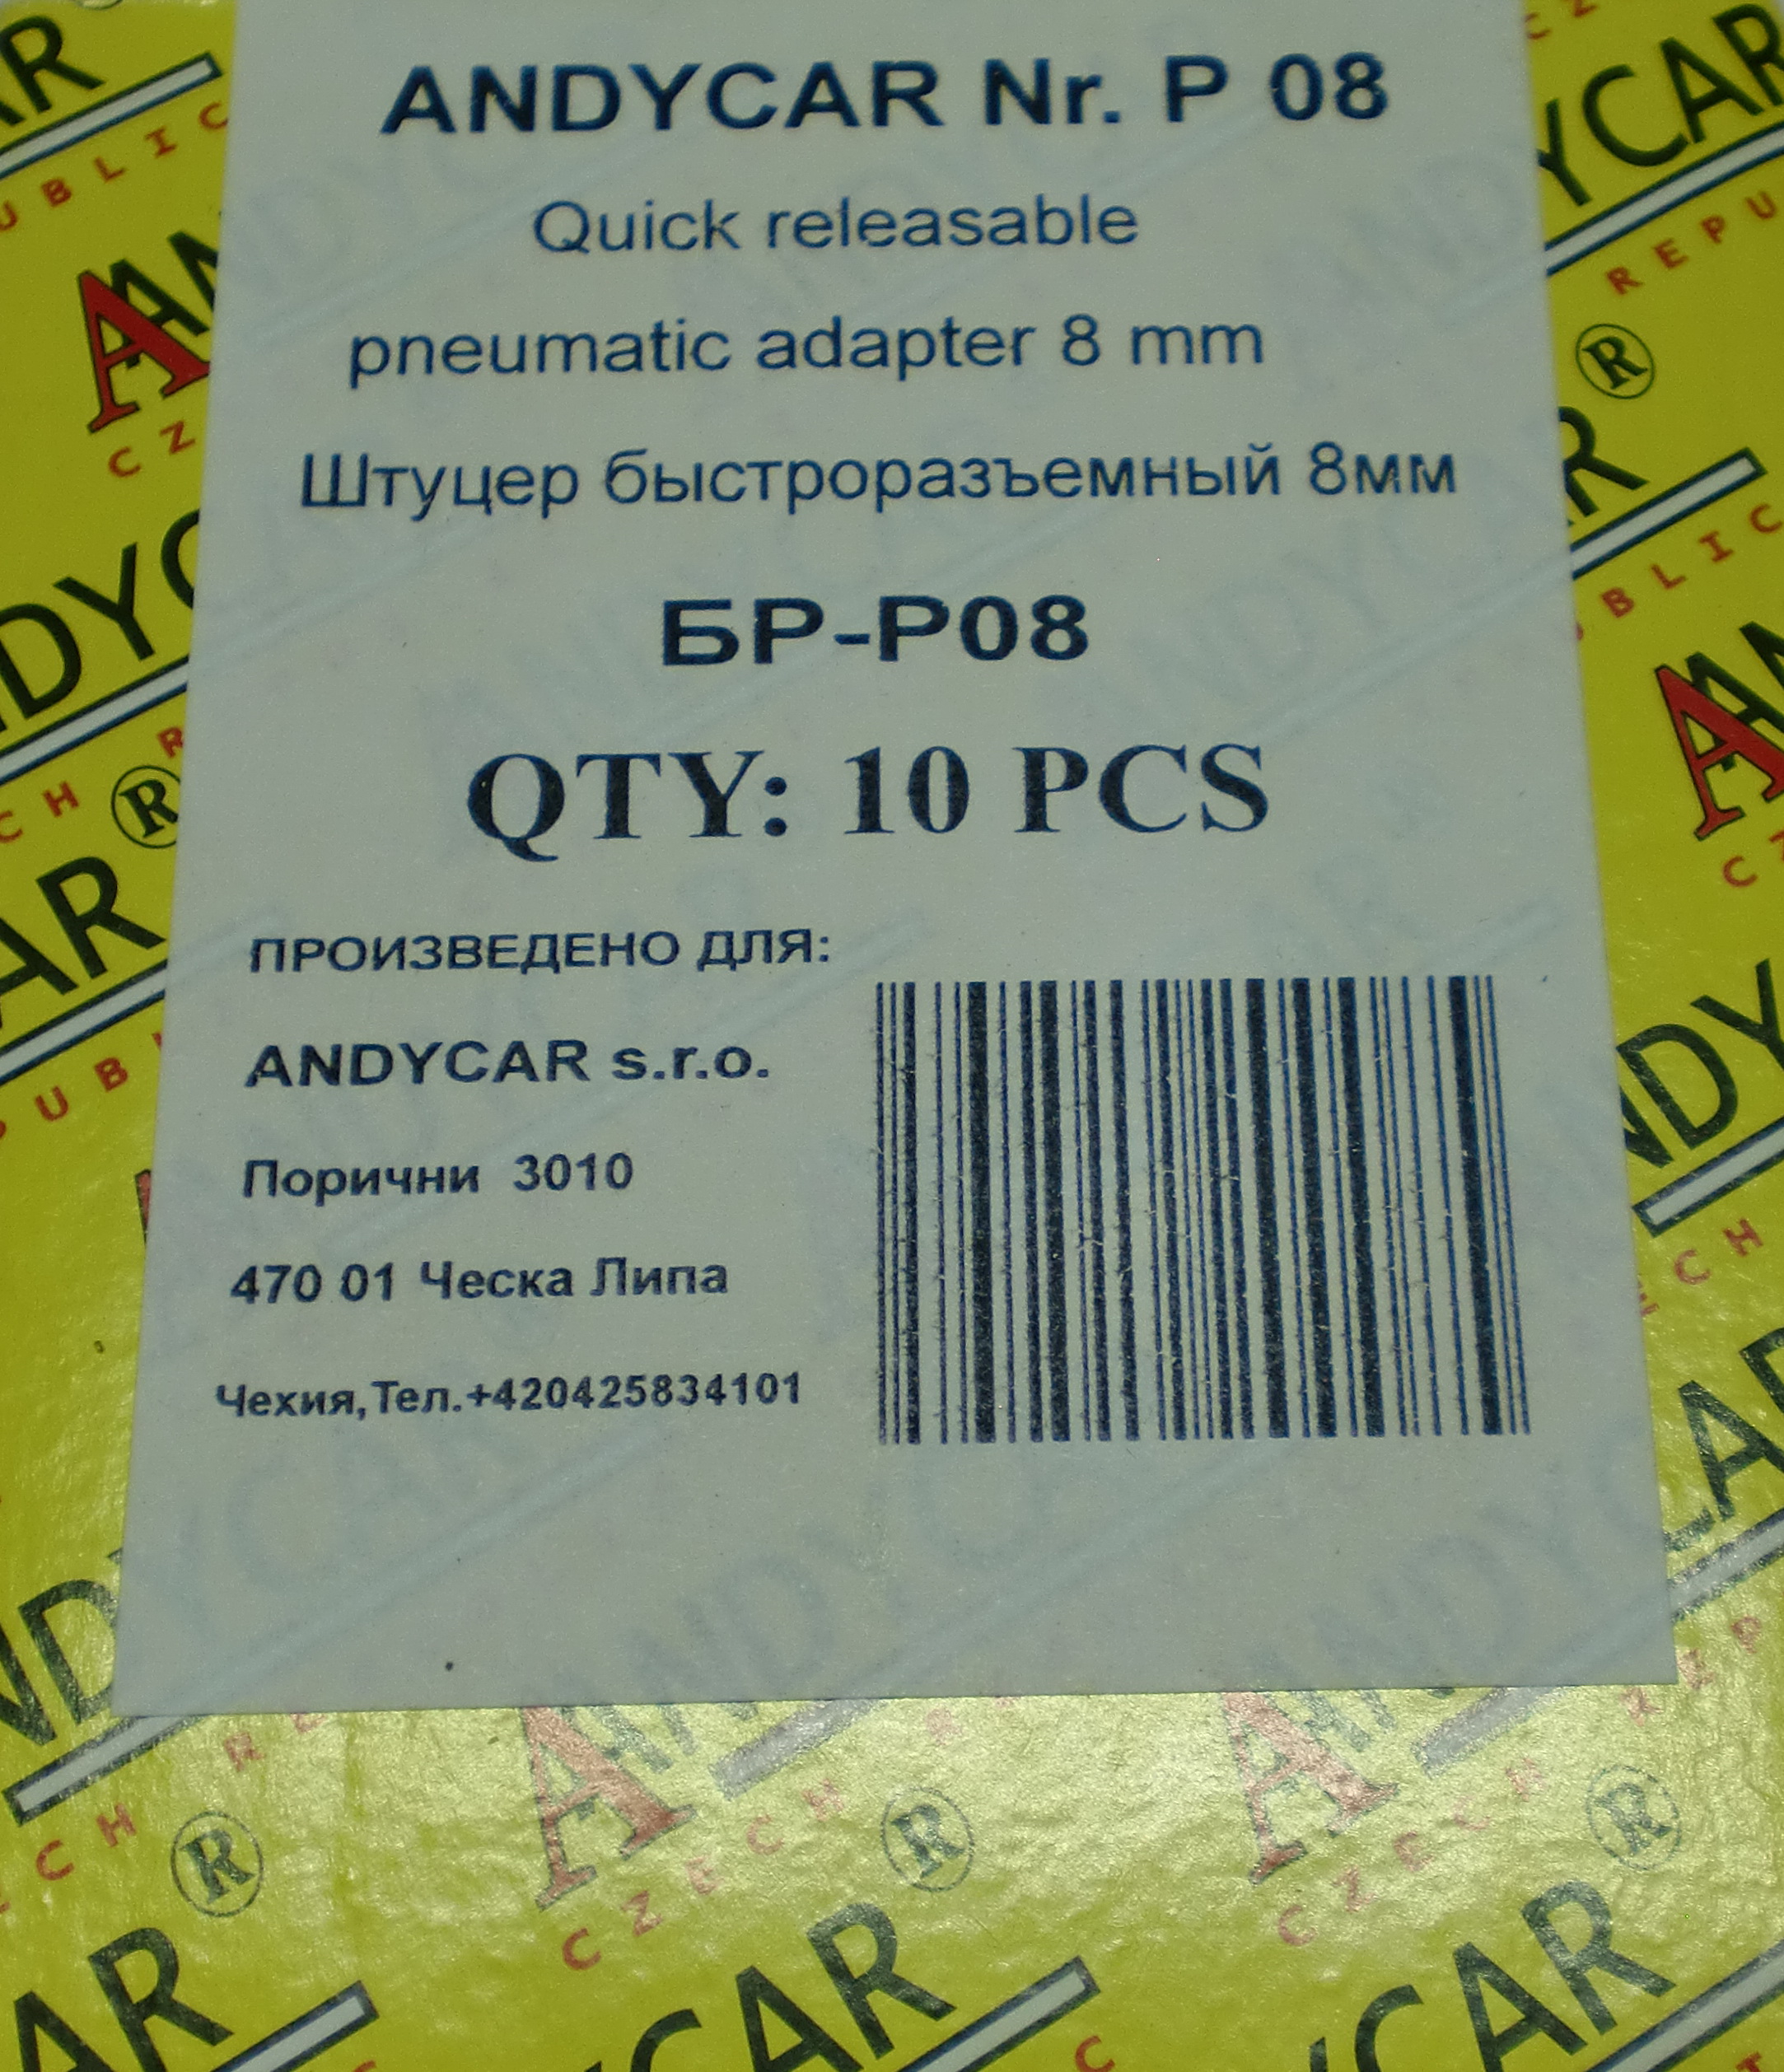 ANDYCAR Nr. P 08
Quick releasable
pneumatic adapter 8 mm
Штуцер быстроразъемный 8мм
БР-Р08
QTY: 10 PCS
ПРОИЗВЕДЕНО ДЛЯ:
ANDYCAR s.r.o.
Порични 3010
470 01 Ческа Липа
Чехия,Тел.+420425834101